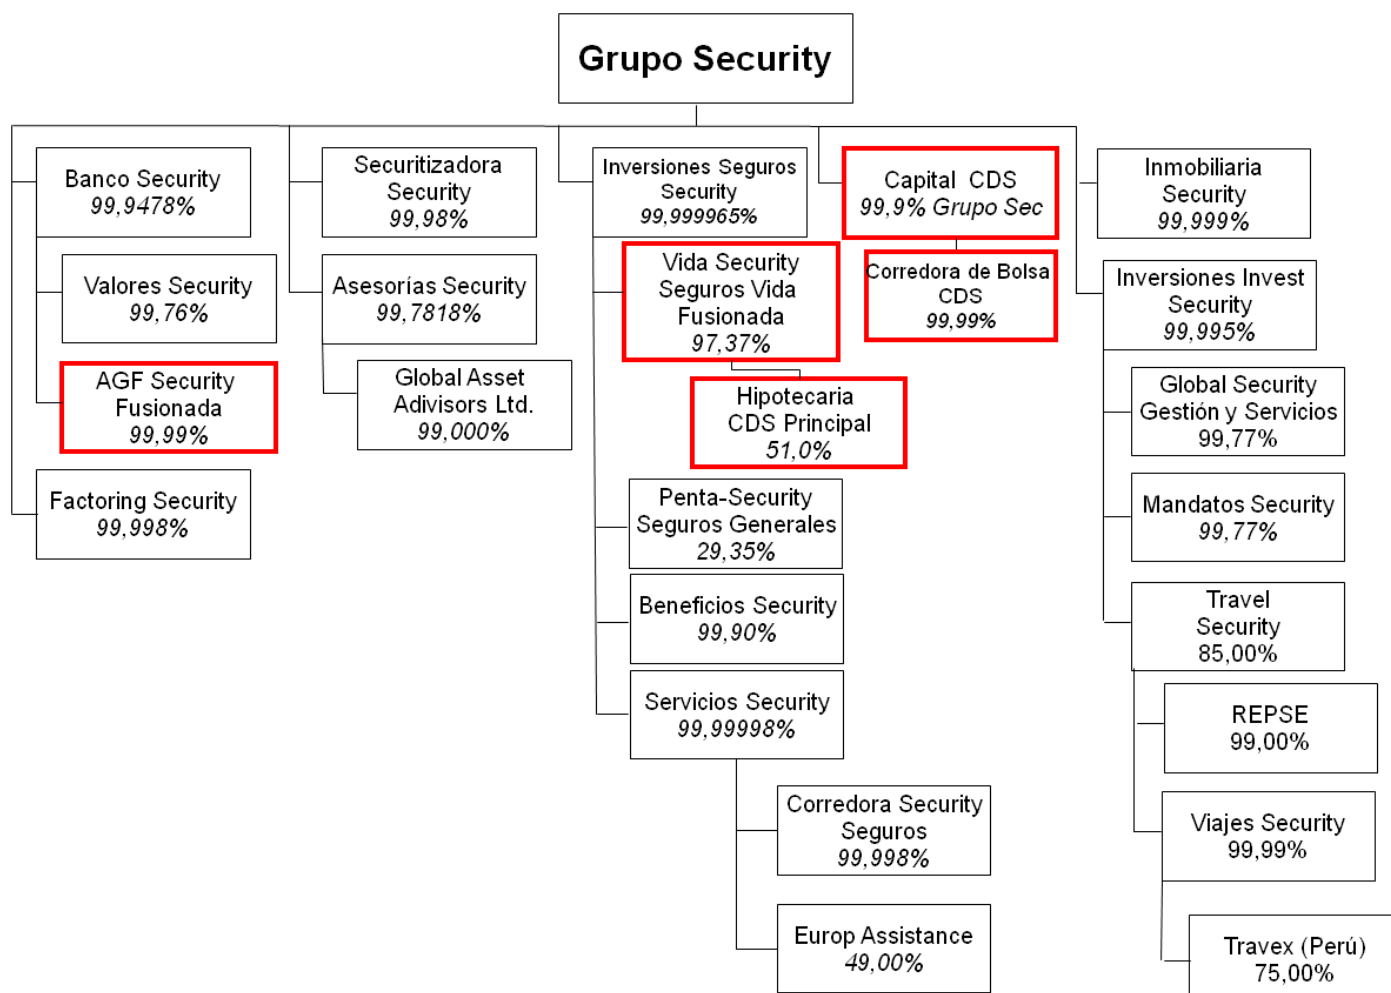 Grupo Security
Banco Security
99,9478%
Valores Security
99,76%
AGF Security
Fusionada
99,99%
Factoring Security
99,998%
Securitizadora
Security
99,98%
Asesorías Security
99,7818%
Global Asset
Adivisors Ltd.
99,000%
Inversiones Seguros
Security
99,999965%
Vida Security
Seguros Vida
Fusionada
97,37%
Hipotecaria
CDS Principal
51,0%
Penta-Security
Seguros Generales
29,35%
Beneficios Security
99,90%
Servicios Security
99,99998%
Corredora Security
Seguros
99,998%
Europ Assistance
49,00%
Capital CDS
99,9% Grupo Sec
Corredora de Bolsa
CDS
99,99%
Inmobiliaria
Security
99,999%
Inversiones Invest
Security
99,995%
Global Security
Gestión y Servicios
99,77%
Mandatos Security
99,77%
Travel
Security
85,00%
REPSE
99,00%
Viajes Security
99,99%
Travex (Perú)
75,00%